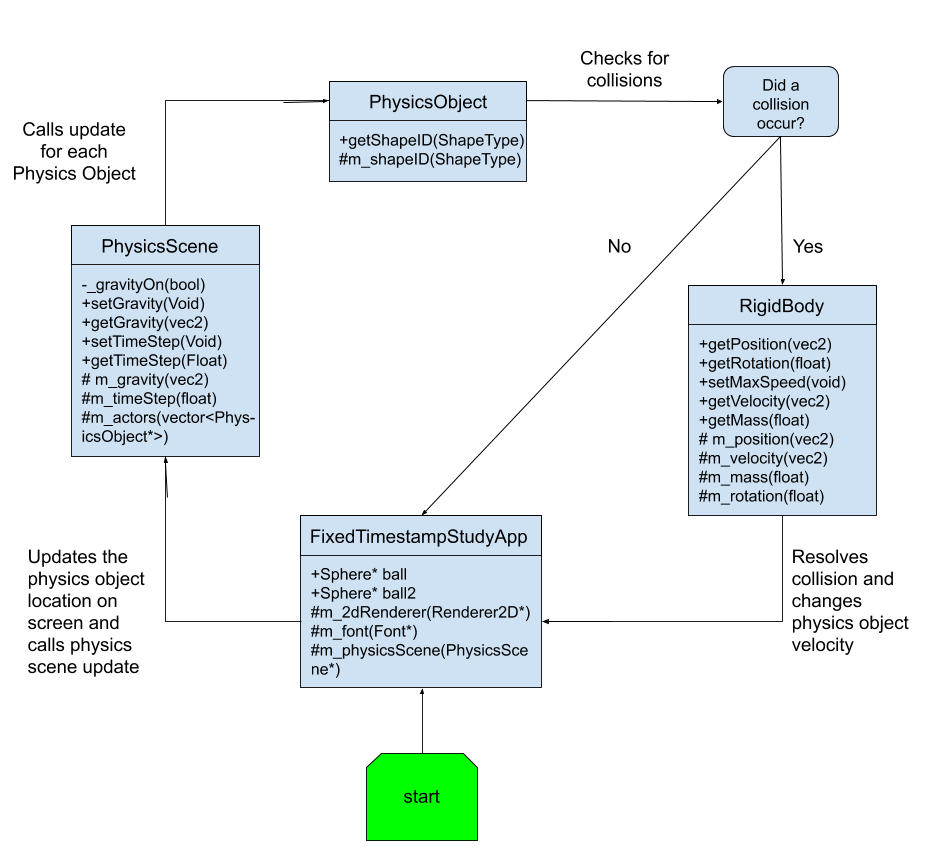 Checks for
collisions
Did a
collision
occur?
PhysicsObject
+getShapeID(ShapeType)
#m_shapeID(ShapeType)
Calls update
for each
Physics Object
No
Yes
PhysicsScene
-_gravityOn(bool)
+setGravity(Void)
+getGravity(vec2)
+setTimeStep(Void)
+getTimeStep(Float)
# m_gravity(vec2)
#m_timeStep(float)
#m_actors(vector<Phys-
icsObject*>)
RigidBody
+getPosition(vec2)
+getRotation(float)
+setMaxSpeed(void)
+getVelocity(vec2)
+getMass(float)
# m_position(vec2)
#m_velocity(vec2)
#m_mass(float)
#m_rotation(float)
Updates the
physics object
location on
screen and
calls physics
scene update
FixedTimestampStudyApp
+Sphere* ball
+Sphere* ball2
#m_2dRenderer(Renderer2D*)
#m_font(Font*)
#m_physicsScene(PhysicsSce
ne*)
Resolves
collision and
changes
physics object
velocity
start